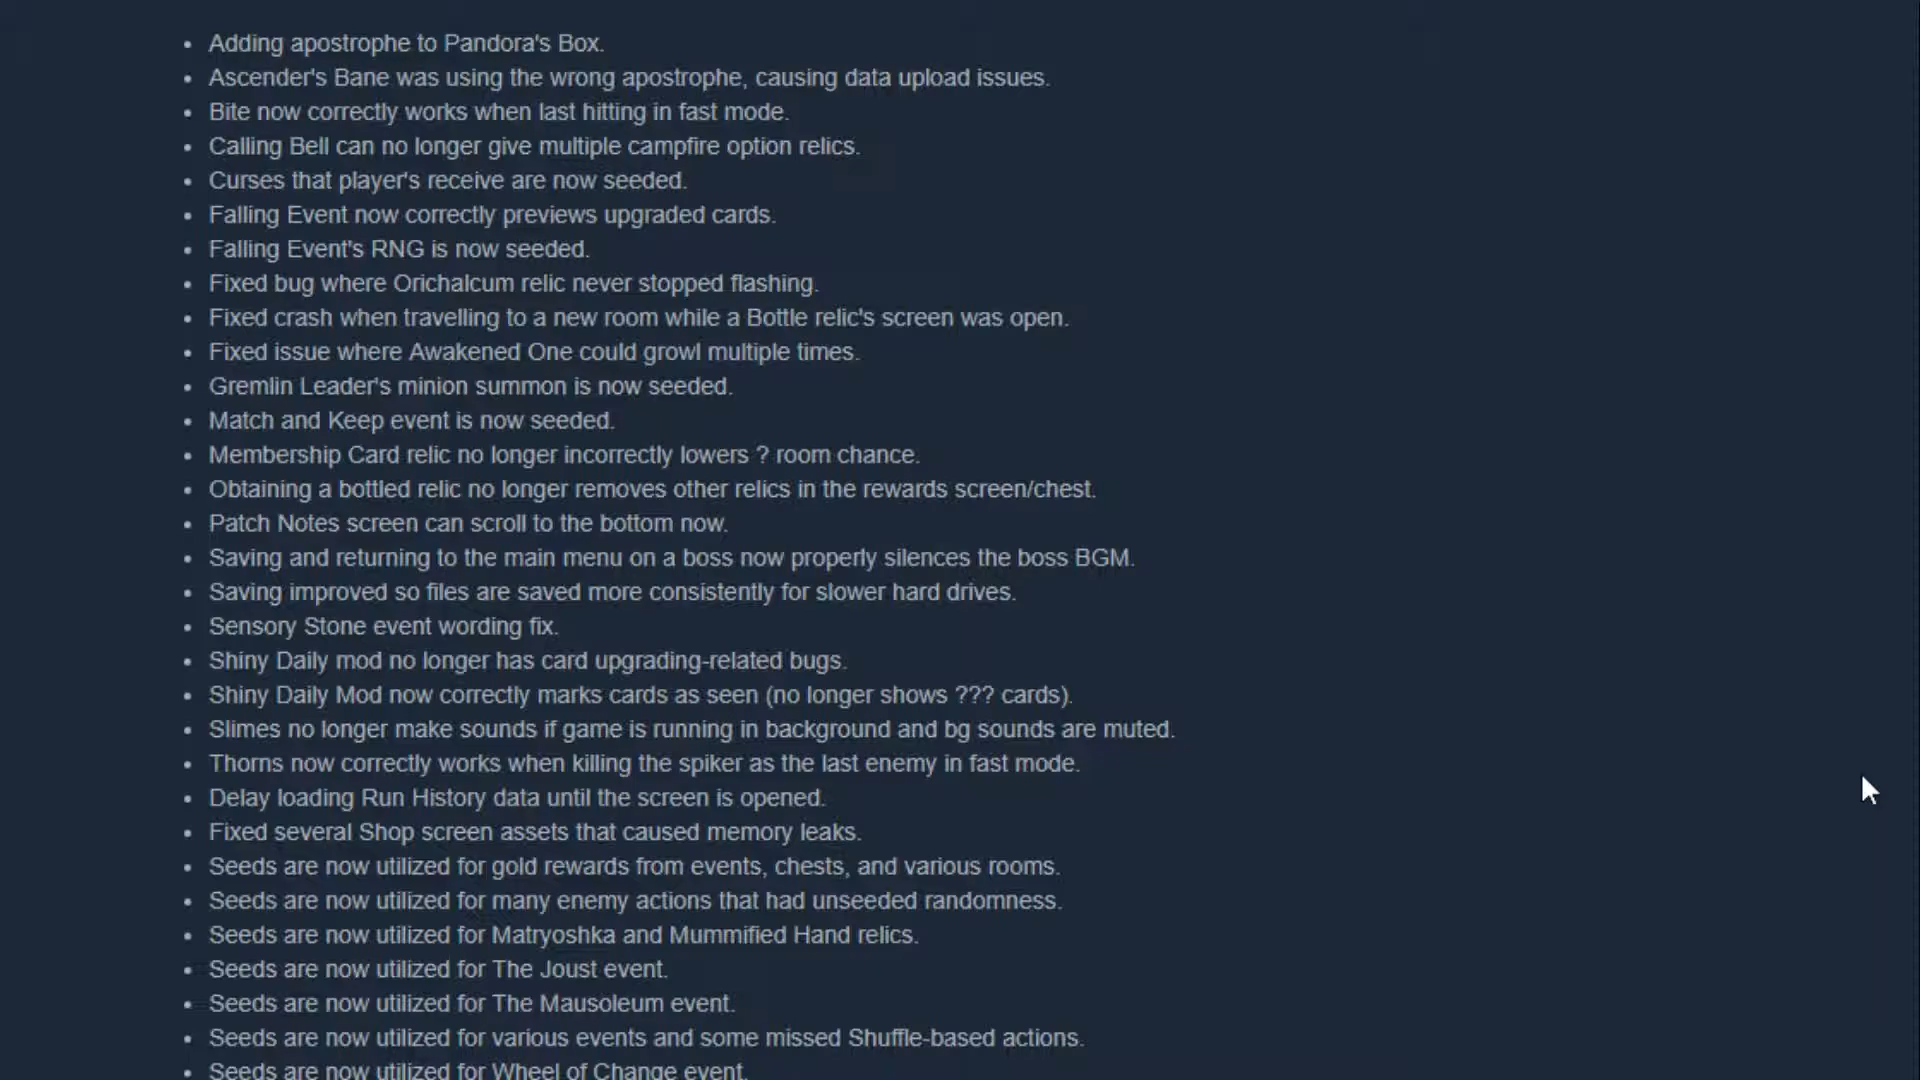 • Adding apostrophe to Pandora's Box.
• Ascender's Bane was using the wrong apostrophe, causing data upload issues.
• Bite now correctly works when last hitting in fast mode.
• Calling Bell can no longer give multiple campfire option relics.
• Curses that player's receive are now seeded.
• Falling Event now correctly previews upgraded cards.
• Falling Event's RNG is now seeded.
• Fixed bug where Orichalcum relic never stopped flashing.
• Fixed crash when travelling to a new room while a Bottle relic's screen was open.
• Fixed issue where Awakened One could growl multiple times.
• Gremlin Leader's minion summon is now seeded.
• Match and Keep event is now seeded.
• Membership Card relic no longer incorrectly lowers ? room chance.
• Obtaining a bottled relic no longer removes other relics in the rewards screen/chest.
• Patch Notes screen can scroll to the bottom now.
• Saving and returning to the main menu on a boss now properly silences the boss BGM.
• Saving improved so files are saved more consistently for slower hard drives.
• Sensory Stone event wording fix.
• Shiny Daily mod no longer has card upgrading-related bugs.
• Shiny Daily Mod now correctly marks cards as seen (no longer shows ??? cards).
• Slimes no longer make sounds if game is running in background and bg sounds are muted.
• Thorns now correctly works when killing the spiker as the last enemy in fast mode.
• Delay loading Run History data until the screen is opened.
• Fixed several Shop screen assets that caused memory leaks.
• Seeds are now utilized for gold rewards from events, chests, and various rooms.
• Seeds are now utilized for many enemy actions that had unseeded randomness.
• Seeds are now utilized for Matryoshka and Mummified Hand relics.
• Seeds are now utilized for The Joust event.
• Seeds are now utilized for The Mausoleum event.
• Seeds are now utilized for various events and some missed Shuffle-based actions.
• Seeds are now utilized for Wheel of Change event.